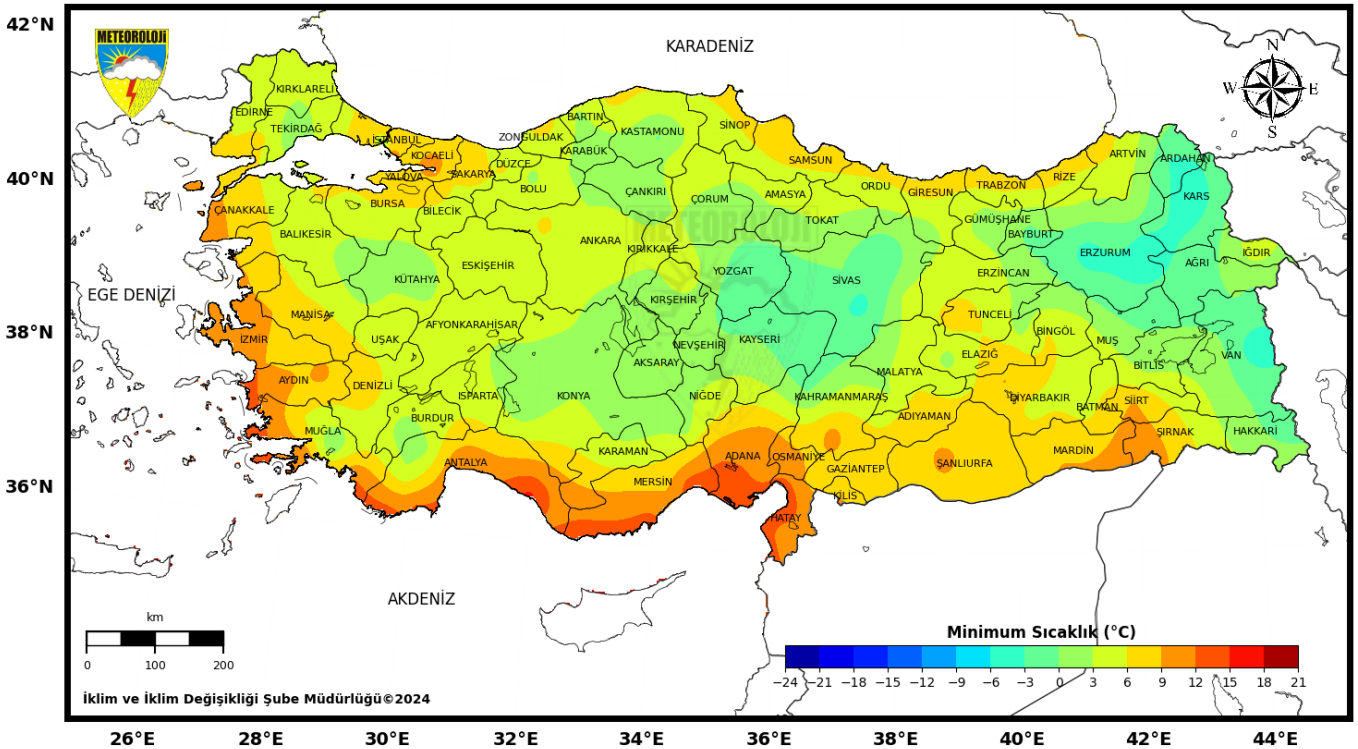 42°N
40°N
38°N
36°N
METEOROLOJİ
KARADENİZ
N
W E
S
KIRKLARELİ
EDİRNE
TEKİRDAĞ
İSTANBUL
KOCAELİ
YALOVA
SAKARYA
DÜZCE
ZONGULDAK
BARTIN
KARABÜK
KASTAMONU
SİNOP
SAMSUN
ORDU
GİRESUN
TRABZON
RİZE
ARTVİN
ARDAHAN
KARS
ÇANAKKALE
BURSA
BİLECİK
BOLU
ÇANKIRI
ÇORUM
AMASYA
TOKAT
GÜMÜŞHANE
BAYBURT
ERZURUM
AĞRI
IĞDIR
BALIKESİR
KÜTAHYA
ESKİŞEHİR
ANKARA
KIRIKKALE
METEOROLOJİ
YOZGAT
SİVAS
ERZİNCAN
EGE DENİZİ
MANİSA
İZMİR
UŞAK
AFYONKARAHİSAR
KIRŞEHİR
NEVŞEHİR
KAYSERİ
TUNCELİ
BİNGÖL
MUŞ
ELAZIĞ
BİTLİS
VAN
AYDIN
DENİZLİ
ISPARTA
BURDUR
KONYA
AKSARAY
NİĞDE
KAHRAMANMARAŞ
MALATYA
ADIYAMAN
DİYARBAKIR
BATMAN
SİİRT
ŞIRNAK
HAKKARİ
MUĞLA
ANTALYA
KARAMAN
MERSİN
ADANA
OSMANİYE
GAZİANTEP
KİLİS
HATAY
ŞANLIURFA
MARDİN
AKDENİZ
km
0 100 200
Minimum Sıcaklık (°C)
−24 −21 −18 −15 −12 −9 −6 −3 0 3 6 9 12 15 18 21
İklim ve İklim Değişikliği Şube Müdürlüğü©2024
26°E 28°E 30°E 32°E 34°E 36°E 38°E 40°E 42°E 44°E